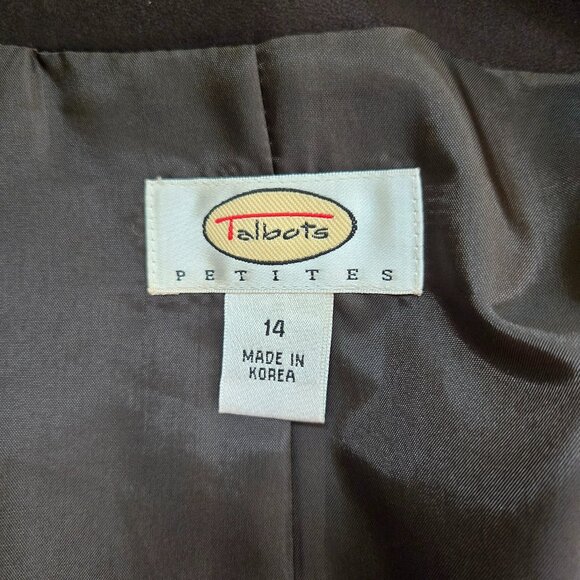 Talbots
PETITES
14
MADE IN
KOREA